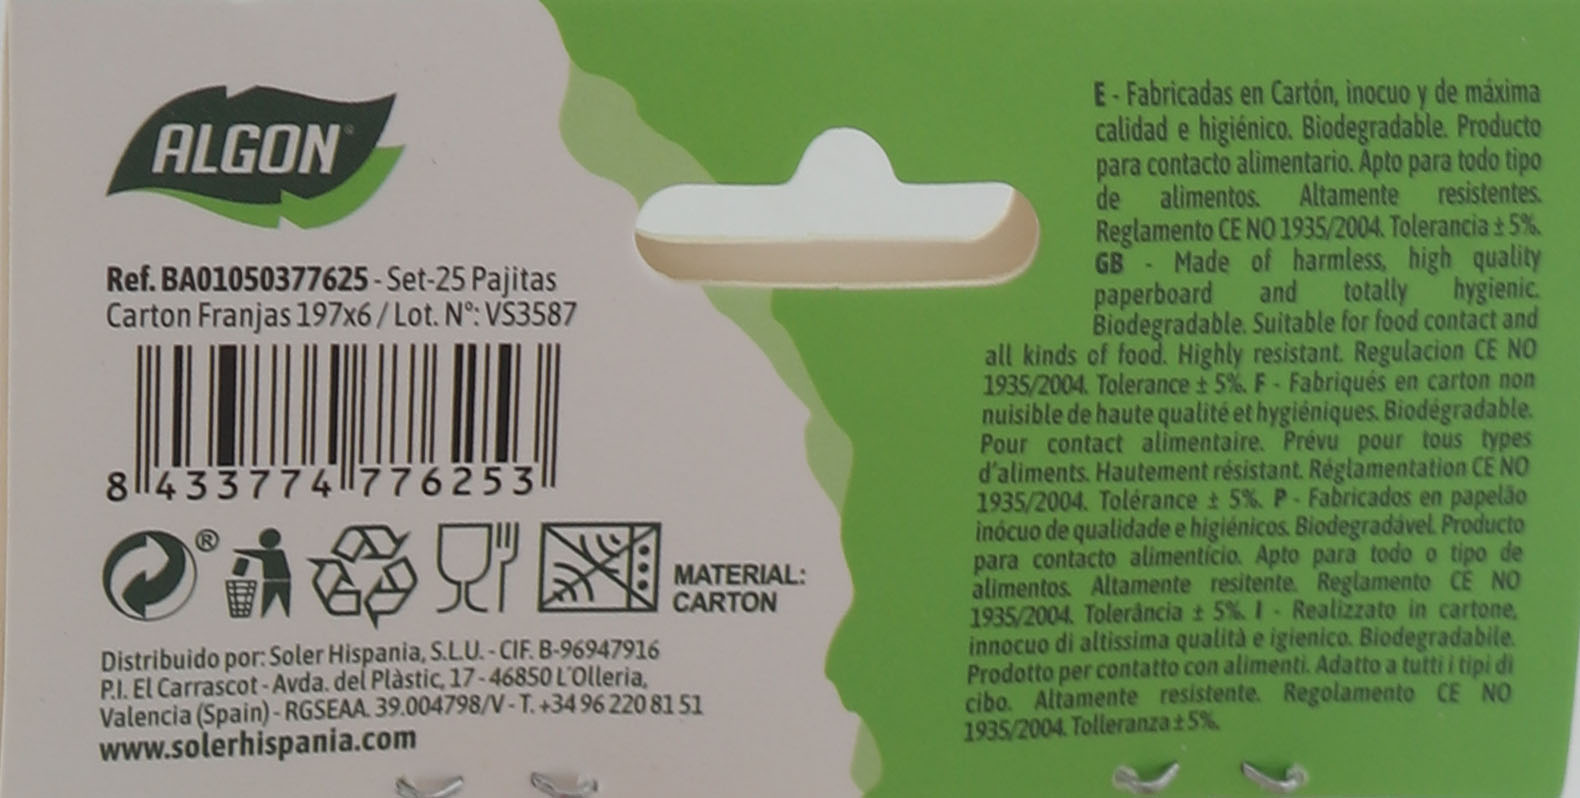 ALGON®
Ref. BA01050377625 - Set-25 Pajitas
Carton Franjas 197x6 / Lot. Nº: VS3587
8 433774 776253
®
MATERIAL:
CARTON
Distribuido por: Soler Hispania, S.L.U. - CIF. B-96947916
P.I. El Carrascot - Avda. del Plàstic, 17 - 46850 L'Olleria,
Valencia (Spain) - RGSEAA. 39.004798/V - T. +34 96 220 81 51
www.solerhispania.com
E - Fabricadas en Cartón, inocuo y de máxima
calidad e higiénico. Biodegradable. Producto
para contacto alimentario. Apto para todo tipo
de alimentos. Altamente resistentes.
Reglamento CE NO 1935/2004. Tolerancia ± 5%.
GB - Made of harmless, high quality
paperboard and totally hygienic.
Biodegradable. Suitable for food contact and
all kinds of food. Highly resistant. Regulacion CE NO
1935/2004. Tolerance ± 5%. F - Fabriqués en carton non
nuisible de haute qualité et hygiéniques. Biodégradable.
Pour contact alimentaire. Prévu pour tous types
d'aliments. Hautement résistant. Réglamentation CE NO
1935/2004. Tolérance ± 5%. P - Fabricados en papelão
inócuo de qualidade e higiénicos. Biodegradável. Producto
para contacto alimentício. Apto para todo o tipo de
alimentos. Altamente resitente. Reglamento CE NO
1935/2004. Tolerância ± 5%. I - Realizzato in cartone,
innocuo di altissima qualità e igienico. Biodegradabile.
Prodotto per contatto con alimenti. Adatto a tutti i tipi di
cibo. Altamente resistente. Regolamento CE NO
1935/2004. Tolleranza ± 5%.